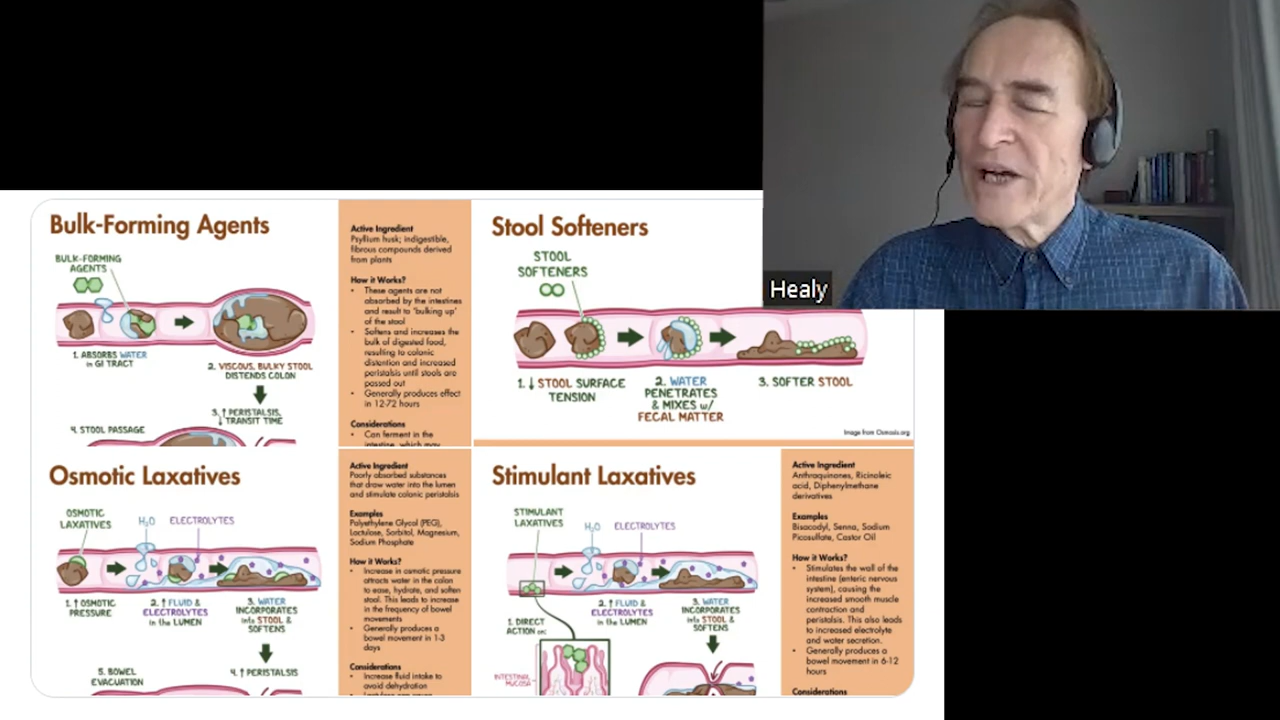 Healy
Bulk-Forming Agents
BULK-FORMING
AGENTS
1. ABSORBS WATER
in GI TRACT
2. VISCOUS, BULKY STOOL
DISTENDS COLON
3. ↑ PERISTALSIS,
↓ TRANSIT TIME
4. STOOL PASSAGE
Active Ingredient
Psyllium husk; indigestible,
fibrous compounds derived
from plants
How it Works?
• These agents are not
absorbed by the intestines
and result to "bulking up"
of the stool
• Softens and increases the
bulk of digested food,
resulting to colonic
distention and increased
peristalsis until stools are
passed out
• Generally produces effect
in 12-72 hours
Considerations
• Can ferment in the
intestine, which may
Stool Softeners
STOOL
SOFTENERS
1. ↓ STOOL SURFACE
TENSION
2. WATER
PENETRATES
& MIXES w/
FECAL MATTER
3. SOFTER STOOL
Image from Osmosis.org
Osmotic Laxatives
OSMOTIC
LAXATIVES
H₂O
ELECTROLYTES
1. ↑ OSMOTIC
PRESSURE
2. ↑ FLUID &
ELECTROLYTES
in the LUMEN
3. WATER
INCORPORATES
into STOOL &
SOFTENS
4. ↑ PERISTALSIS
5. BOWEL
EVACUATION
Active Ingredient
Poorly absorbed substances
that draw water into the lumen
and stimulate colonic peristalsis
Examples
Polyethylene Glycol (PEG),
Lactulose, Sorbitol, Magnesium,
Sodium Phosphate
How it Works?
• Increase in osmotic pressure
attracts water in the colon
to ease, hydrate, and soften
stool. This leads to increase
in the frequency of bowel
movements
• Generally produces a
bowel movement in 1-3
days
Considerations
• Increase fluid intake to
avoid dehydration
Stimulant Laxatives
STIMULANT
LAXATIVES
H₂O
ELECTROLYTES
1. DIRECT
ACTION on:
INTESTINAL
MUCOSA
2. ↑ FLUID &
ELECTROLYTES
in the LUMEN
3. WATER
INCORPORATES
into STOOL &
SOFTENS
Active Ingredient
Anthraquinones, Ricinoleic
acid, Diphenylmethane
derivatives
Examples
Bisacodyl, Senna, Sodium
Picosulfate, Castor Oil
How it Works?
• Stimulates the wall of the
intestine (enteric nervous
system), causing the
increased smooth muscle
contraction and
peristalsis. This also leads
to increased electrolyte
and water secretion.
• Generally produces a
bowel movement in 6-12
hours
Considerations